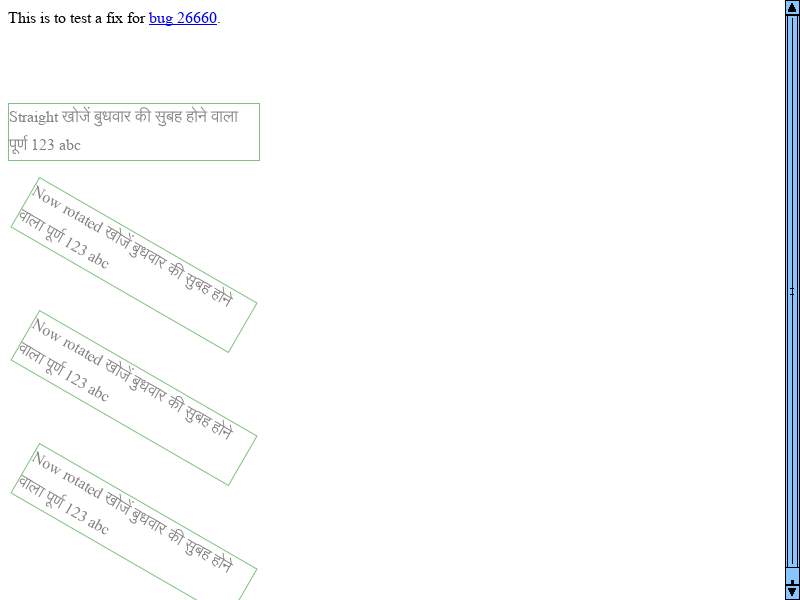 This is to test a fix for bug 26660.
Straight खोजें बुधवार की सुबह होने वाला
पूर्ण 123 abc
Now rotated खोजें बुधवार की सुबह होने
वाला पूर्ण 123 abc
Now rotated खोजें बुधवार की सुबह होने
वाला पूर्ण 123 abc
Now rotated खोजें बुधवार की सुबह होने
वाला पूर्ण 123 abc